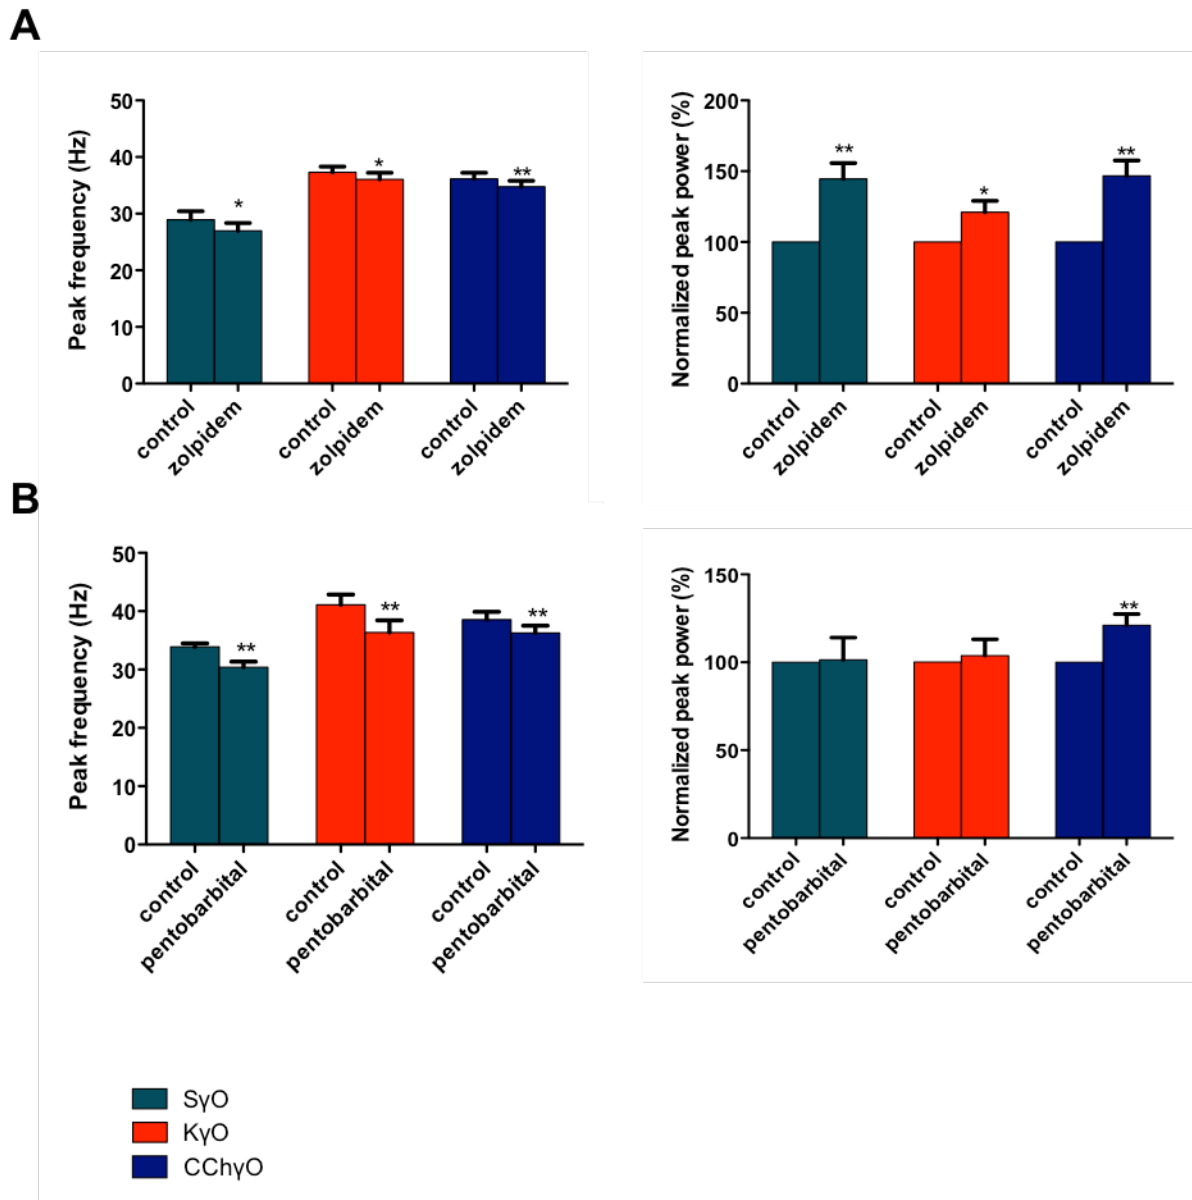 A
Peak frequency (Hz)
50
40
30
20
10
0
*
*
**
control
zolpidem
control
zolpidem
control
zolpidem
Normalized peak power (%)
200
150
100
50
0
**
*
**
control
zolpidem
control
zolpidem
control
zolpidem
B
Peak frequency (Hz)
50
40
30
20
10
0
**
**
**
control
pentobarbital
control
pentobarbital
control
pentobarbital
Normalized peak power (%)
150
100
50
0
**
control
pentobarbital
control
pentobarbital
control
pentobarbital
SγO
KγO
CChγO